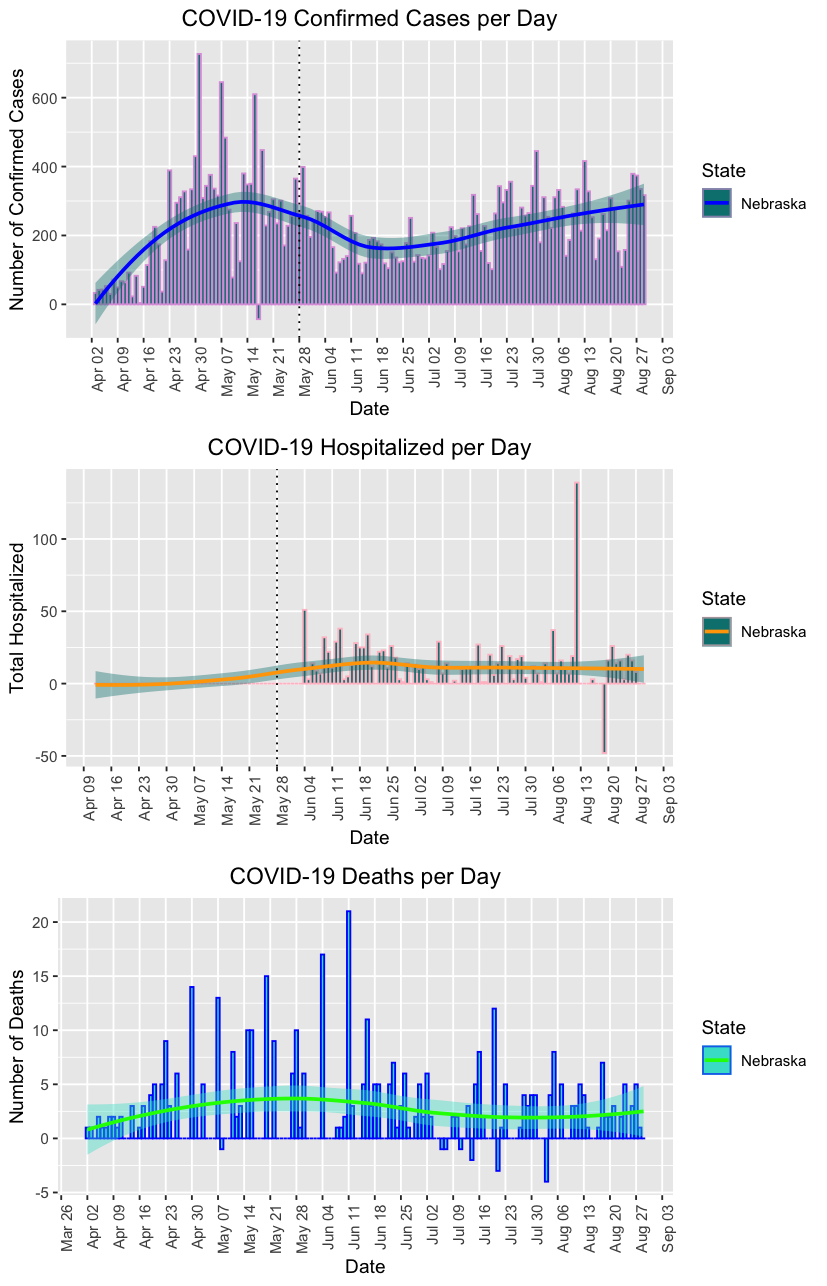 COVID-19 Confirmed Cases per Day
Number of Confirmed Cases
600
400
200
0
Apr 02
Apr 09
Apr 16
Apr 23
Apr 30
May 07
May 14
May 21
May 28
Jun 04
Jun 11
Jun 18
Jun 25
Jul 02
Jul 09
Jul 16
Jul 23
Jul 30
Aug 06
Aug 13
Aug 20
Aug 27
Sep 03
Date
State
Nebraska
COVID-19 Hospitalized per Day
Total Hospitalized
100
50
0
-50
Apr 09
Apr 16
Apr 23
Apr 30
May 07
May 14
May 21
May 28
Jun 04
Jun 11
Jun 18
Jun 25
Jul 02
Jul 09
Jul 16
Jul 23
Jul 30
Aug 06
Aug 13
Aug 20
Aug 27
Sep 03
Date
State
Nebraska
COVID-19 Deaths per Day
Number of Deaths
20
15
10
5
0
-5
Mar 26
Apr 02
Apr 09
Apr 16
Apr 23
Apr 30
May 07
May 14
May 21
May 28
Jun 04
Jun 11
Jun 18
Jun 25
Jul 02
Jul 09
Jul 16
Jul 23
Jul 30
Aug 06
Aug 13
Aug 20
Aug 27
Sep 03
Date
State
Nebraska